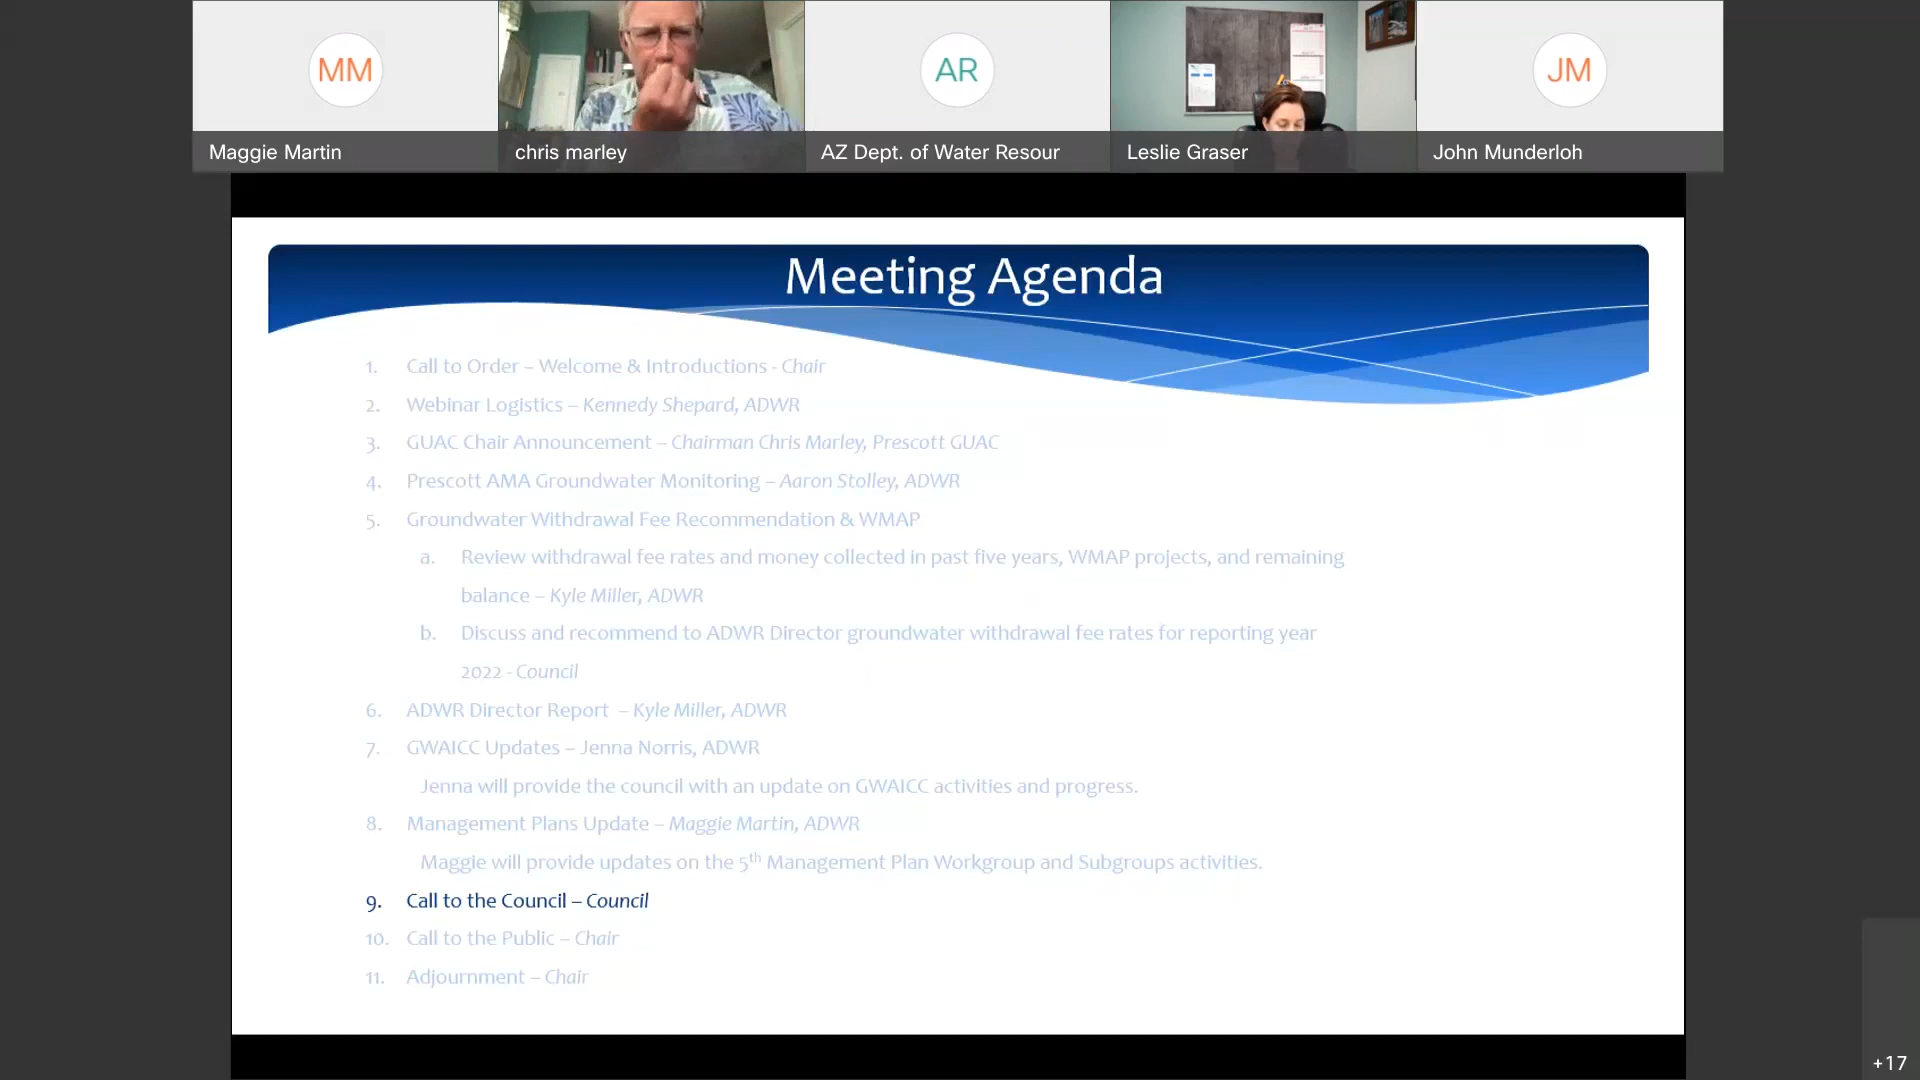 MM
AR
JM
Maggie Martin
chris marley
AZ Dept. of Water Resour
Leslie Graser
John Munderloh
Meeting Agenda
1. Call to Order – Welcome & Introductions - Chair
2. Webinar Logistics – Kennedy Shepard, ADWR
3. GUAC Chair Announcement – Chairman Chris Marley, Prescott GUAC
4. Prescott AMA Groundwater Monitoring – Aaron Stolley, ADWR
5. Groundwater Withdrawal Fee Recommendation & WMAP
a. Review withdrawal fee rates and money collected in past five years, WMAP projects, and remaining
balance – Kyle Miller, ADWR
b. Discuss and recommend to ADWR Director groundwater withdrawal fee rates for reporting year
2022 - Council
6. ADWR Director Report – Kyle Miller, ADWR
7. GWAICC Updates – Jenna Norris, ADWR
Jenna will provide the council with an update on GWAICC activities and progress.
8. Management Plans Update – Maggie Martin, ADWR
Maggie will provide updates on the 5th Management Plan Workgroup and Subgroups activities.
9. Call to the Council – Council
10. Call to the Public – Chair
11. Adjournment – Chair
+17